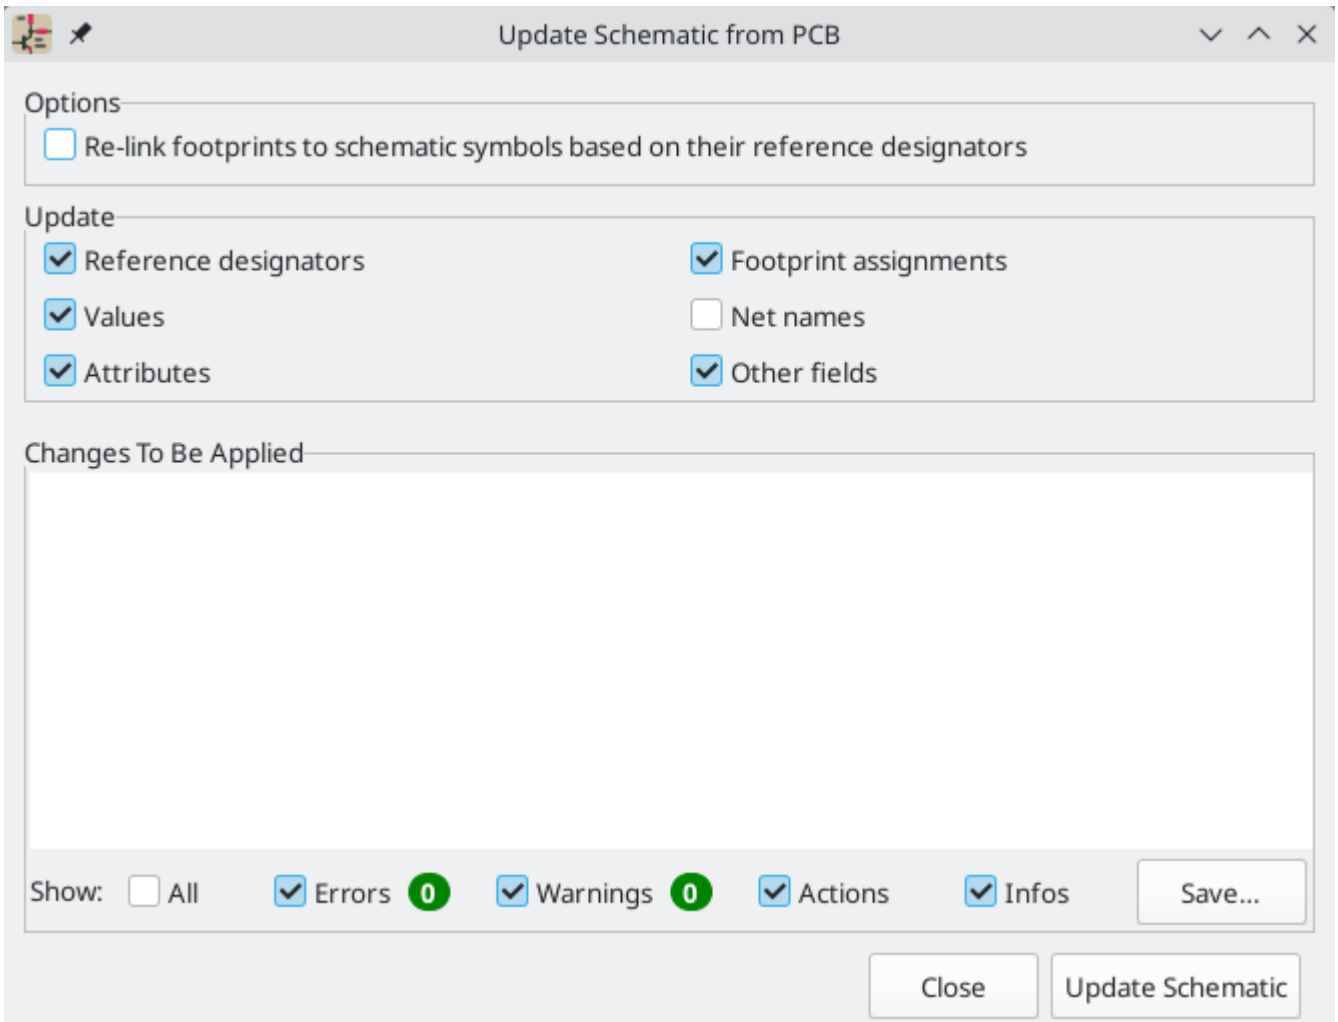 Update Schematic from PCB
Options
Re-link footprints to schematic symbols based on their reference designators
Update
Reference designators
Footprint assignments
Values
Net names
Attributes
Other fields
Changes To Be Applied
Show: All Errors 0 Warnings 0 Actions Infos Save...
Close Update Schematic